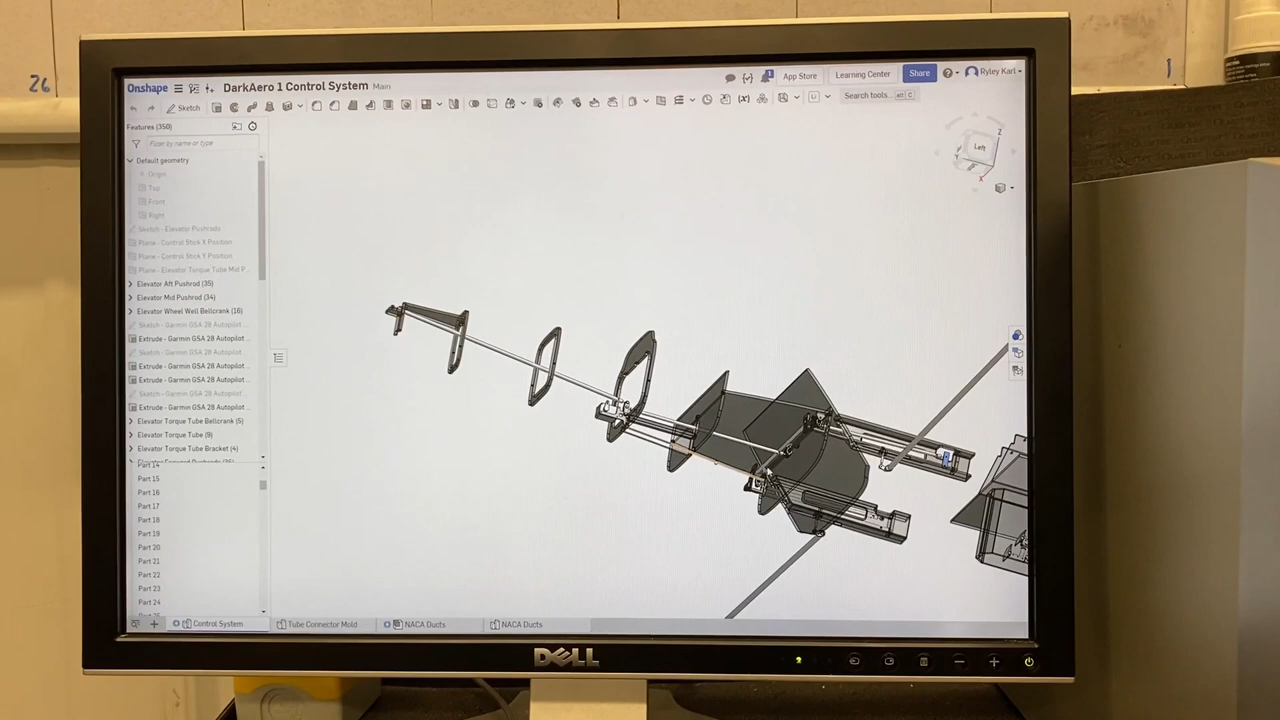 26
1
Onshape
DarkAero 1 Control System Main
App Store
Learning Center
Share
Ryley Karl
Sketch
Search tools... alt C
Features (350)
Filter by name or type
Default geometry
Origin
Top
Front
Right
Sketch - Elevator Pushrods
Plane - Control Stick X Position
Plane - Control Stick Y Position
Plane - Elevator Torque Tube Mid P...
Elevator Aft Pushrod (35)
Elevator Mid Pushrod (34)
Elevator Wheel Well Bellcrank (16)
Sketch - Garmin GSA 28 Autopilot ...
Extrude - Garmin GSA 28 Autopilot ...
Sketch - Garmin GSA 28 Autopilot ...
Extrude - Garmin GSA 28 Autopilot ...
Extrude - Garmin GSA 28 Autopilot ...
Sketch - Garmin GSA 28 Autopilot ...
Extrude - Garmin GSA 28 Autopilot ...
Elevator Torque Tube Bellcrank (5)
Elevator Torque Tube (9)
Elevator Torque Tube Bracket (4)
Part 14
Part 15
Part 16
Part 17
Part 18
Part 19
Part 20
Part 21
Part 22
Part 23
Part 24
Left
Z
X
Control System
Tube Connector Mold
NACA Ducts
NACA Ducts
DELL